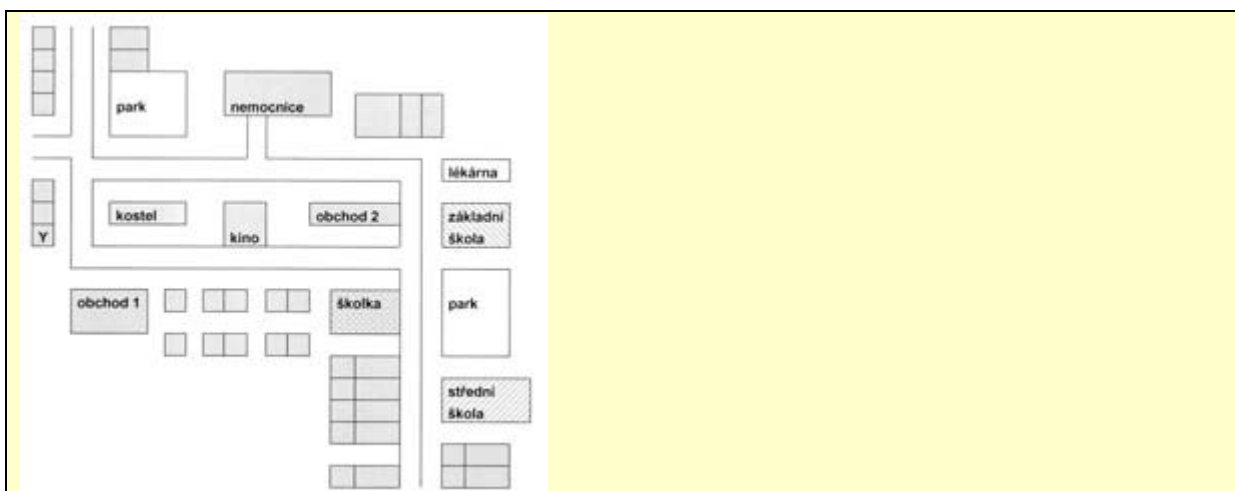 park
nemocnice
lékárna
kostel
kino
obchod 2
základní
škola
Y
obchod 1
školka
park
střední
škola